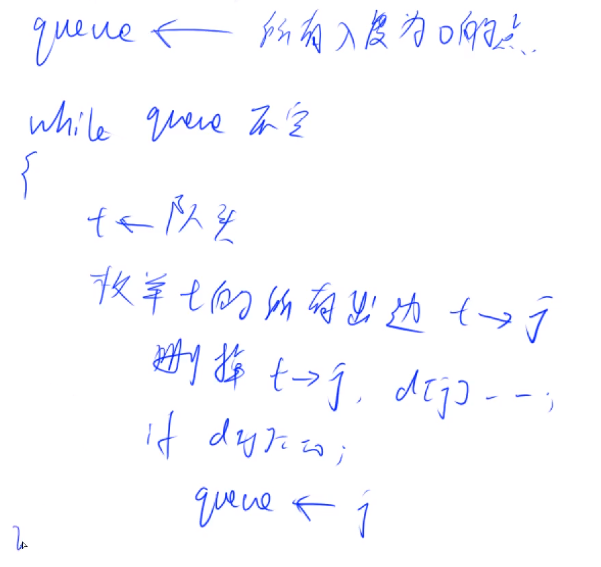 queue ← 所有入度为0的点
while queue 不空
{
t ← 队头
枚举 t的所有出边 t → j
删掉 t → j, d[j]--;
if d[j]==0;
queue ← j
}